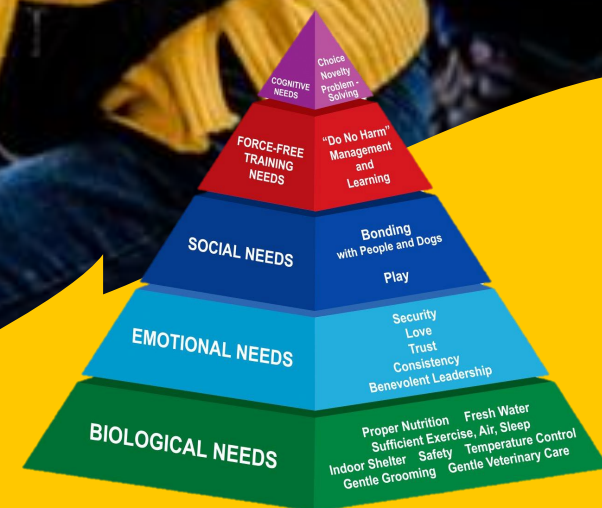 COGNITIVE
NEEDS
Choice
Novelty
Problem -
Solving
FORCE-FREE
TRAINING
NEEDS
“Do No Harm”
Management
and
Learning
SOCIAL NEEDS
Bonding
with People and Dogs
Play
EMOTIONAL NEEDS
Security
Love
Trust
Consistency
Benevolent Leadership
BIOLOGICAL NEEDS
Proper Nutrition Fresh Water
Sufficient Exercise, Air, Sleep
Indoor Shelter Safety Temperature Control
Gentle Grooming Gentle Veterinary Care